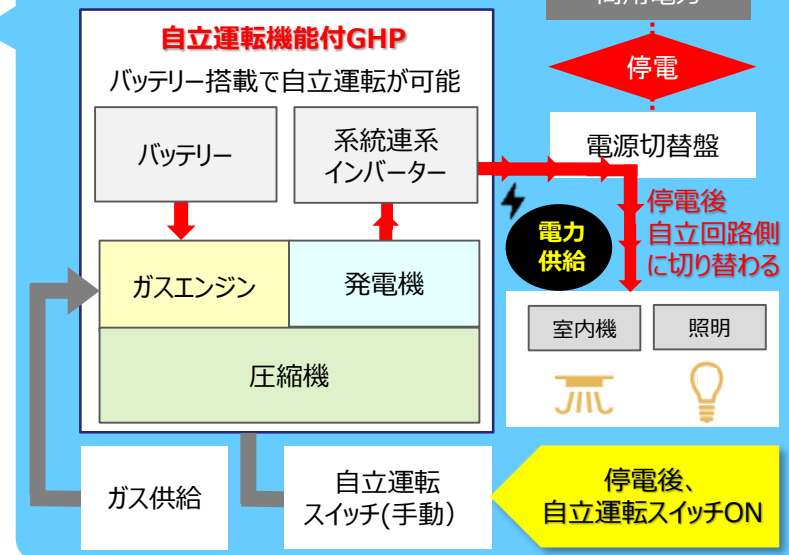 自立運転機能付GHP
バッテリー搭載で自立運転が可能
バッテリー
系統連系
インバーター
ガスエンジン
発電機
圧縮機
停電
電源切替盤
停電後
自立回路側
に切り替わる
電力
供給
室内機
照明
ガス供給
自立運転
スイッチ(手動）
停電後、
自立運転スイッチON